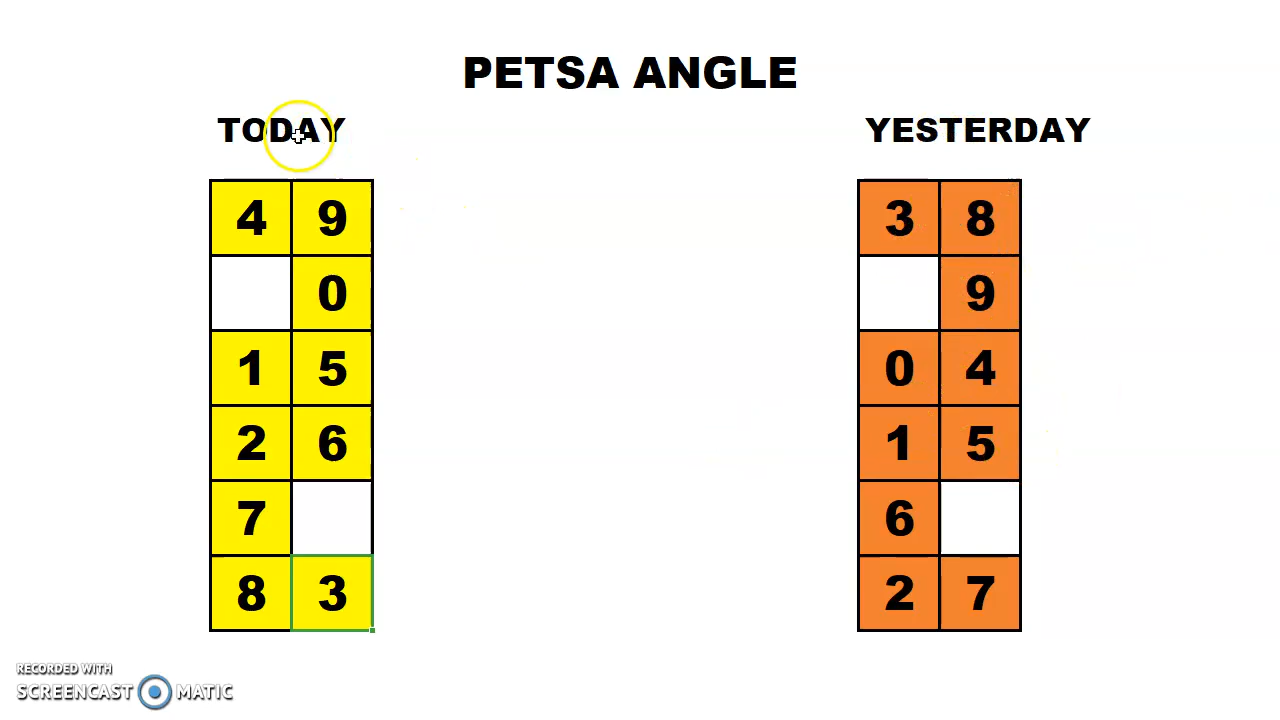 PETSA ANGLE
TODAY YESTERDAY
4 9 3 8
0 9
1 5 0 4
2 6 1 5
7 6
8 3 2 7
RECORDED WITH
SCREENCAST MATIC